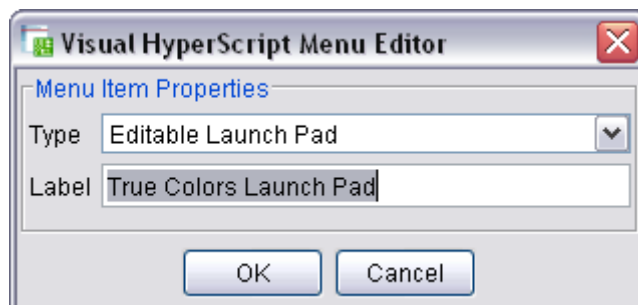 Visual HyperScript Menu Editor
Menu Item Properties
Type Editable Launch Pad
Label True Colors Launch Pad
OK Cancel